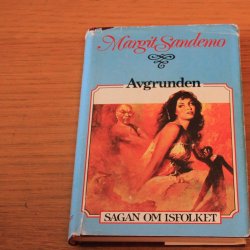 Margit Sandemo
Avgrunden
SAGAN OM ISFOLKET